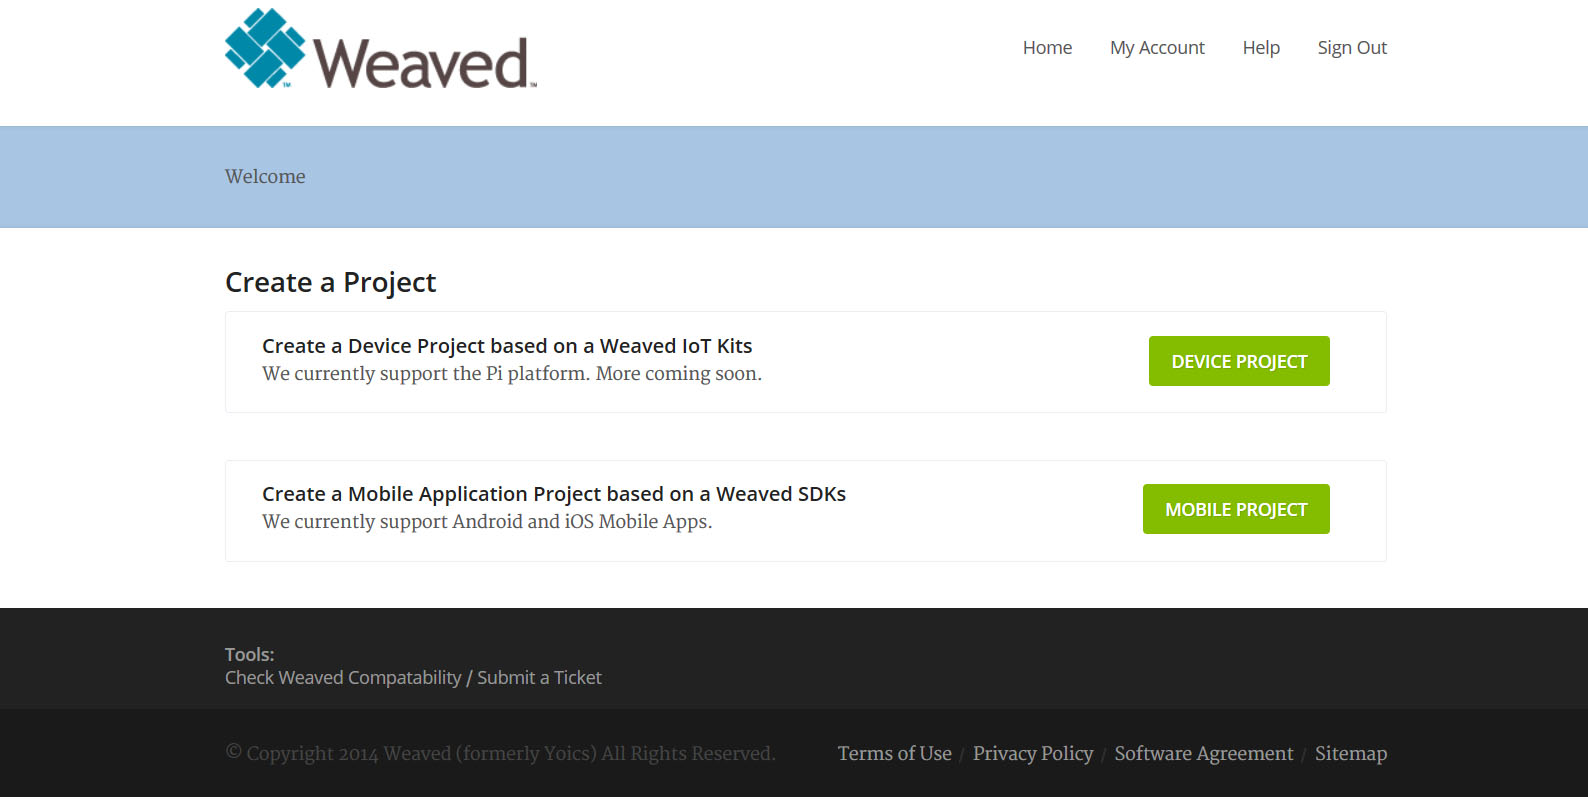 Weaved
Home My Account Help Sign Out
Welcome
Create a Project
Create a Device Project based on a Weaved IoT Kits
We currently support the Pi platform. More coming soon.
DEVICE PROJECT
Create a Mobile Application Project based on a Weaved SDKs
We currently support Android and iOS Mobile Apps.
MOBILE PROJECT
Tools:
Check Weaved Compatability / Submit a Ticket
© Copyright 2014 Weaved (formerly Yoics) All Rights Reserved.
Terms of Use / Privacy Policy / Software Agreement / Sitemap